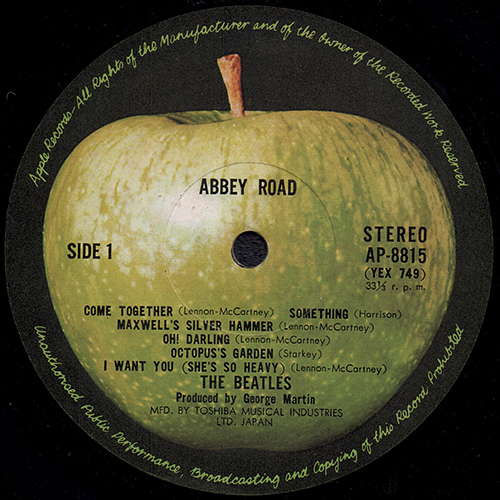 Apple Records-All Rights of the Manufacturer and of the Owner of the Recorded Work Reserved
ABBEY ROAD
SIDE 1
STEREO
AP-8815
(YEX 749)
33⅓ r. p. m.
COME TOGETHER (Lennon-McCartney) SOMETHING (Harrison)
MAXWELL'S SILVER HAMMER (Lennon-McCartney)
OH! DARLING (Lennon-McCartney)
OCTOPUS'S GARDEN (Starkey)
I WANT YOU (SHE'S SO HEAVY) (Lennon-McCartney)
THE BEATLES
Produced by George Martin
MFD. BY TOSHIBA MUSICAL INDUSTRIES
LTD. JAPAN
Unauthorised Public Performance, Broadcasting and Copying of this Record Prohibited